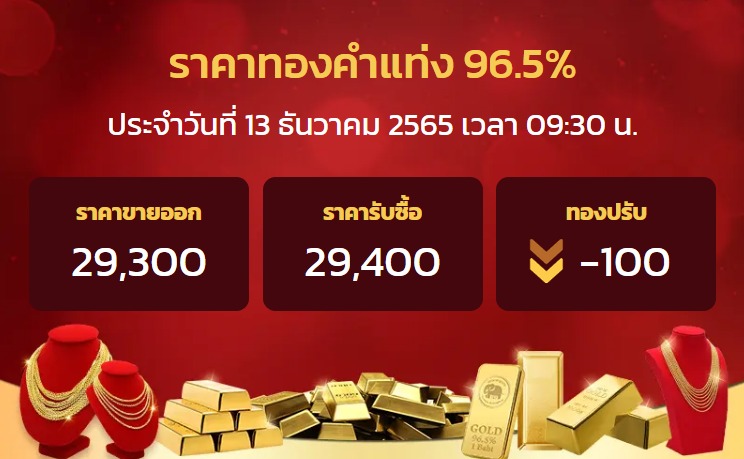 ราคาทองคำแท่ง 96.5%
ประจำวันที่ 13 ธันวาคม 2565 เวลา 09:30 น.
ราคาขายออก
29,300
ราคารับซื้อ
29,400
ทองปรับ
-100
GOLD
96.5%
1 Baht